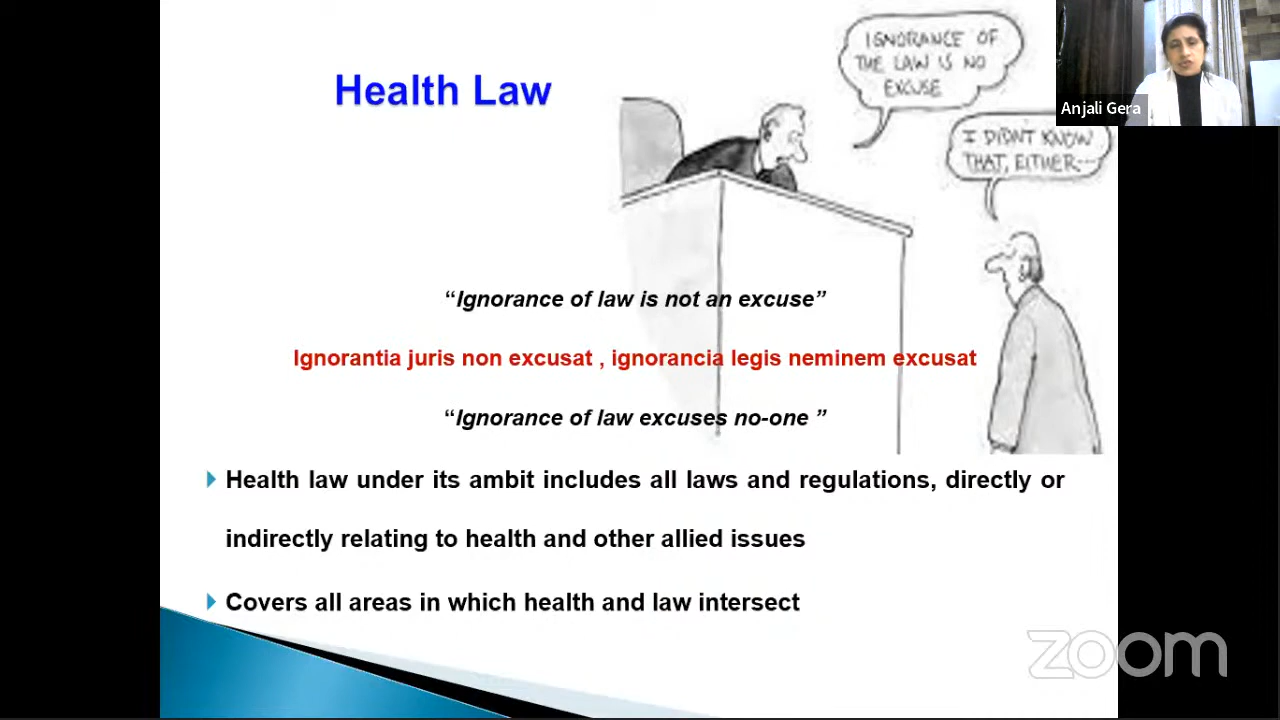 Health Law
IGNORANCE OF
THE LAW IS NO
EXCUSE
Anjali Gera
I DIDN'T KNOW
THAT, EITHER...
“Ignorance of law is not an excuse”
Ignorantia juris non excusat , ignorancia legis neminem excusat
“Ignorance of law excuses no-one ”
Health law under its ambit includes all laws and regulations, directly or
indirectly relating to health and other allied issues
Covers all areas in which health and law intersect
zoom